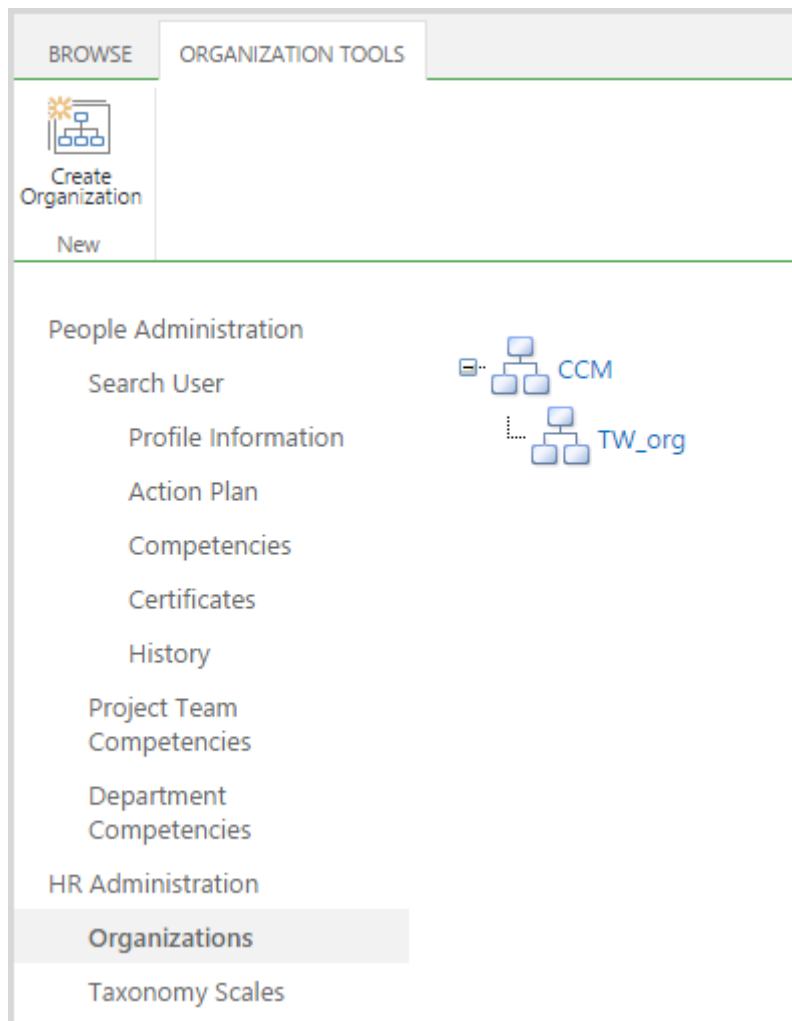 BROWSE
ORGANIZATION TOOLS
Create
Organization
New
People Administration
Search User
Profile Information
Action Plan
Competencies
Certificates
History
Project Team
Competencies
Department
Competencies
HR Administration
Organizations
Taxonomy Scales
CCM
TW_org